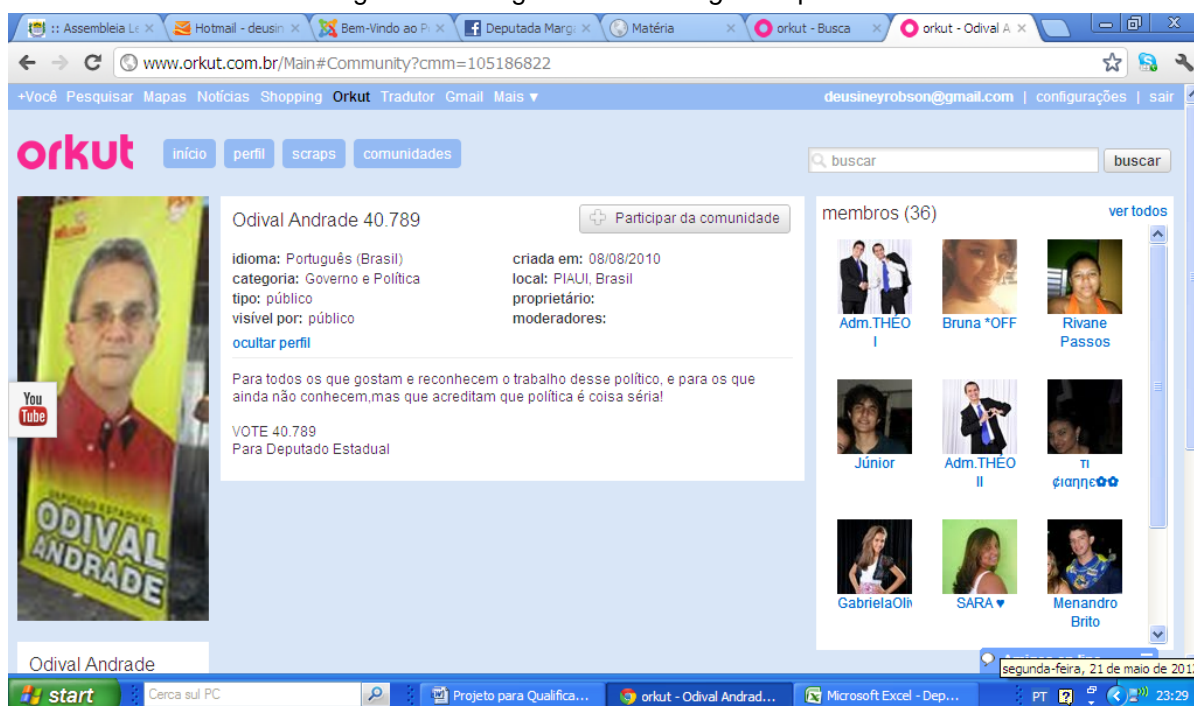 :: Assembleia Le
Hotmail - deusin
Bem-Vindo ao P
Deputada Marg
Matéria
orkut - Busca
orkut - Odival A
www.orkut.com.br/Main#Community?cmm=105186822
+Você Pesquisar Mapas Notícias Shopping Orkut Tradutor Gmail Mais ▼
deusineyrobson@gmail.com | configurações | sair
orkut
início
perfil
scraps
comunidades
buscar
buscar
Odival Andrade 40.789
Participar da comunidade
idioma: Português (Brasil)
categoria: Governo e Política
tipo: público
visível por: público
ocultar perfil
criada em: 08/08/2010
local: PIAUI, Brasil
proprietário:
moderadores:
Para todos os que gostam e reconhecem o trabalho desse político, e para os que
ainda não conhecem,mas que acreditam que política é coisa séria!
VOTE 40.789
Para Deputado Estadual
DEPUTADO ESTADUAL
ODIVAL
ANDRADE
You
Tube
Odival Andrade
membros (36)
ver todos
Adm.THÉO
I
Bruna *OFF
Rivane
Passos
Júnior
Adm.THÉO
II
TI
¢ιαηηє✿✿
GabrielaOliv
SARA ♥
Menandro
Brito
segunda-feira, 21 de maio de 201
start
Cerca sul PC
Projeto para Qualifica...
orkut - Odival Andrad...
Microsoft Excel - Dep...
PT
23:29